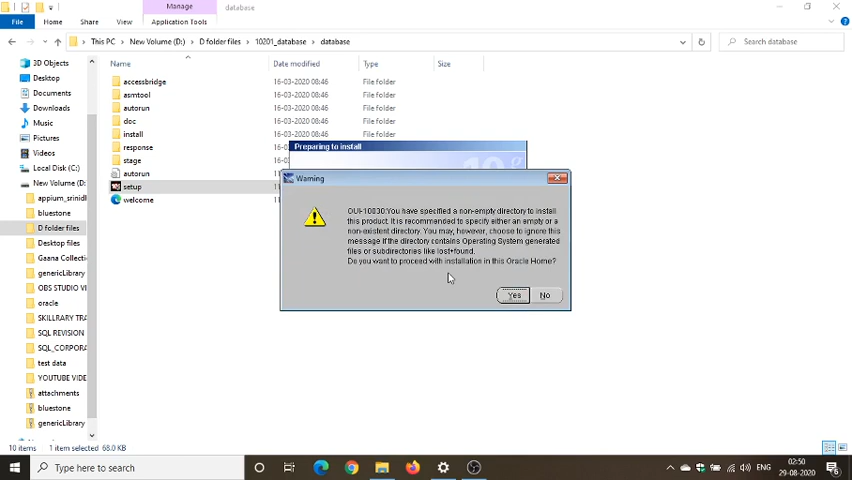 Manage
database
File
Home
Share
View
Application Tools
This PC > New Volume (D:) > D folder files > 10201_database > database
Search database
Name
Date modified
Type
Size
3D Objects
Desktop
Documents
Downloads
Music
Pictures
Videos
Local Disk (C:)
New Volume (D:)
appium_srinidl
bluestone
D folder files
Desktop files
Gaana Collecti
genericLibrary
OBS STUDIO VID
oracle
SKILLRARY TRA
SQL REVISION
SQL_CORPORA
test data
YOUTUBE VIDE
attachments
bluestone
genericLibrary
accessbridge 16-03-2020 08:46 File folder
asmtool 16-03-2020 08:46 File folder
autorun 16-03-2020 08:46 File folder
doc 16-03-2020 08:46 File folder
install 16-03-2020 08:46 File folder
response
stage
autorun
setup
welcome
Preparing to install
Warning
OUI-10030:You have specified a non-empty directory to install
this product. It is recommended to specify either an empty or a
non-existent directory. You may, however, choose to ignore this
message if the directory contains Operating System generated
files or subdirectories like lost+found.
Do you want to proceed with installation in this Oracle Home?
Yes
No
10 items
1 item selected 68.0 KB
Type here to search
ENG
02:50
29-08-2020